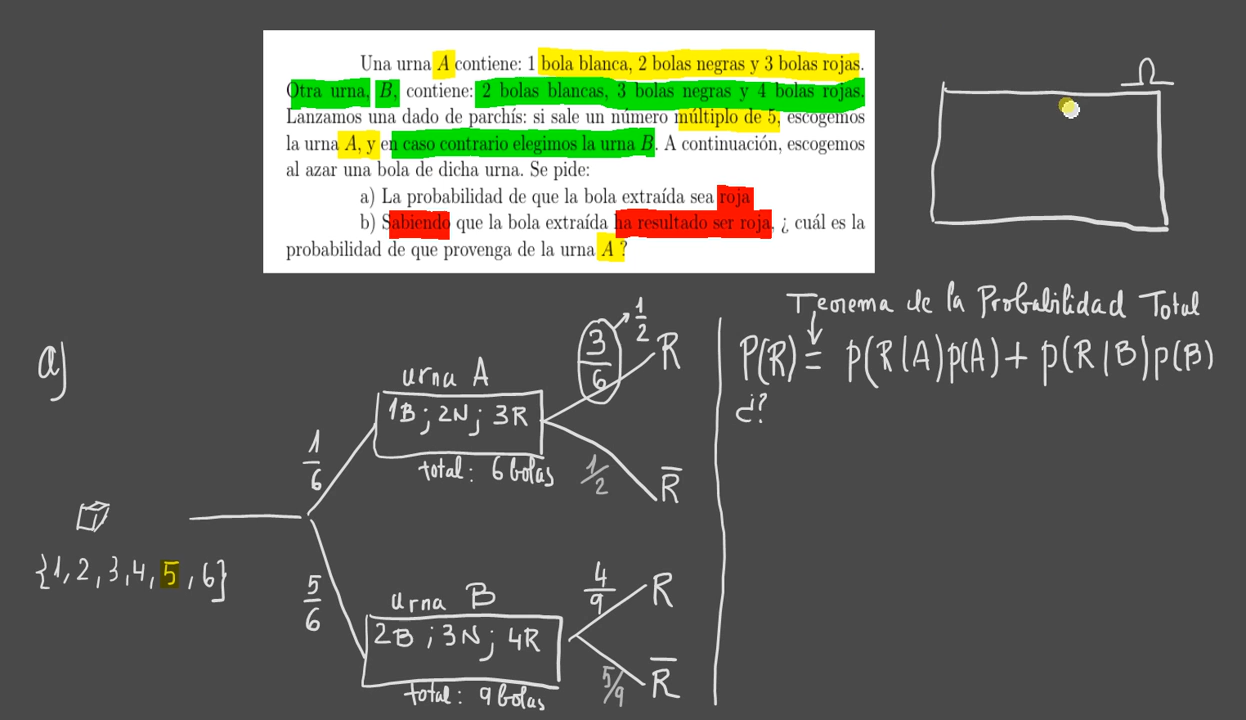 Una urna A contiene: 1 bola blanca, 2 bolas negras y 3 bolas rojas.
Otra urna, B, contiene: 2 bolas blancas, 3 bolas negras y 4 bolas rojas.
Lanzamos una dado de parchís: si sale un número múltiplo de 5, escogemos
la urna A, y en caso contrario elegimos la urna B. A continuación, escogemos
al azar una bola de dicha urna. Se pide:
a) La probabilidad de que la bola extraída sea roja
b) Sabiendo que la bola extraída ha resultado ser roja, ¿ cuál es la
probabilidad de que provenga de la urna A ?
Ω
a)
{1, 2, 3, 4, 5, 6}
1/6
5/6
urna A
1B ; 2N ; 3R
total: 6 bolas
3/6
1/2
R
1/2
R̅
urna B
2B ; 3N ; 4R
total: 9 bolas
4/9
R
5/9
R̅
Teorema de la Probabilidad Total
P(R) = p(R|A)p(A) + p(R|B)p(B)
¿?